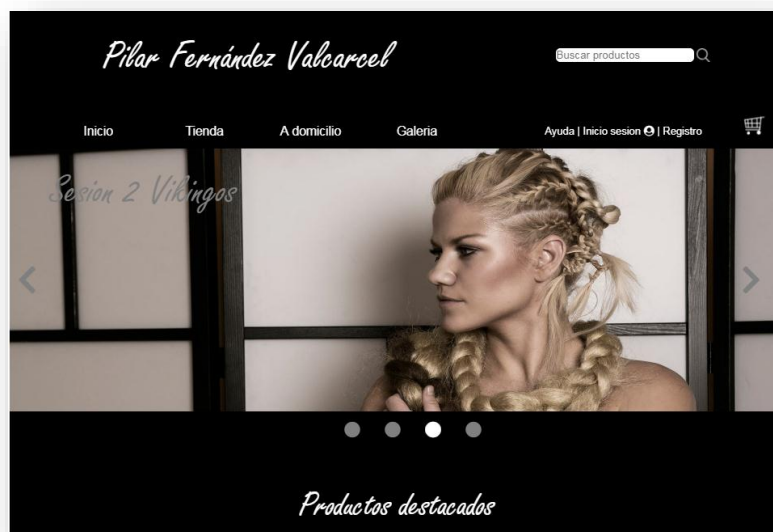 Pilar Fernández Valcarcel
Buscar productos
Inicio Tienda A domicilio Galeria Ayuda | Inicio sesion | Registro
Sesion 2 Vikingos
Productos destacados